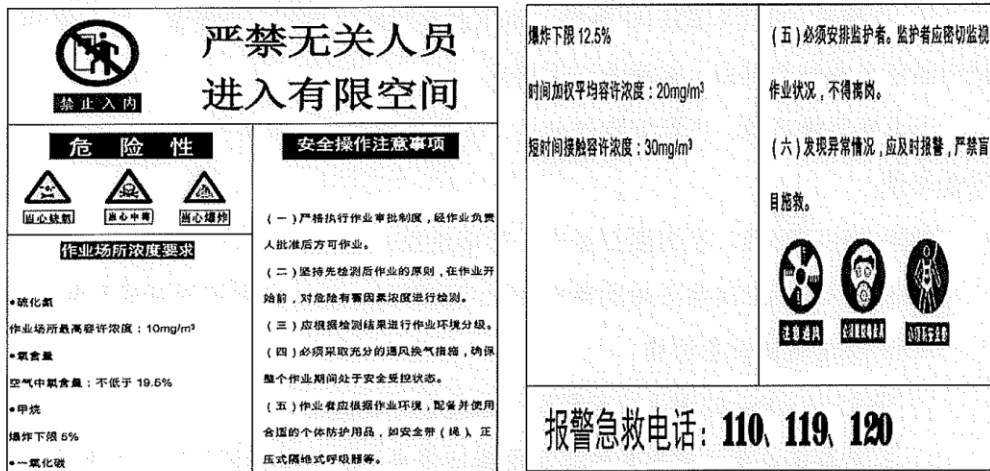 严禁无关人员
进入有限空间
禁止入内
危险性
当心缺氧
当心中毒
当心爆炸
作业场所浓度要求
•硫化氢
作业场所最高容许浓度：10mg/m³
•氧含量
空气中氧含量：不低于 19.5%
•甲烷
爆炸下限 5%
•一氧化碳
安全操作注意事项
（一）严格执行作业审批制度，经作业负责
人批准后方可作业。
（二）坚持先检测后作业的原则，在作业开
始前，对危险有害因素浓度进行检测。
（三）应根据检测结果进行作业环境分级。
（四）必须采取充分的通风换气措施，确保
整个作业期间处于安全受控状态。
（五）作业者应根据作业环境，配备并使用
合适的个体防护用品，如安全带（绳）、正
压式隔绝式呼吸器等。
爆炸下限 12.5%
时间加权平均容许浓度：20mg/m³
短时间接触容许浓度：30mg/m³
（五）必须安排监护者。监护者应密切监视
作业状况，不得离岗。
（六）发现异常情况，应及时报警，严禁盲
目施救。
注意通风
报警急救电话：110、119、120